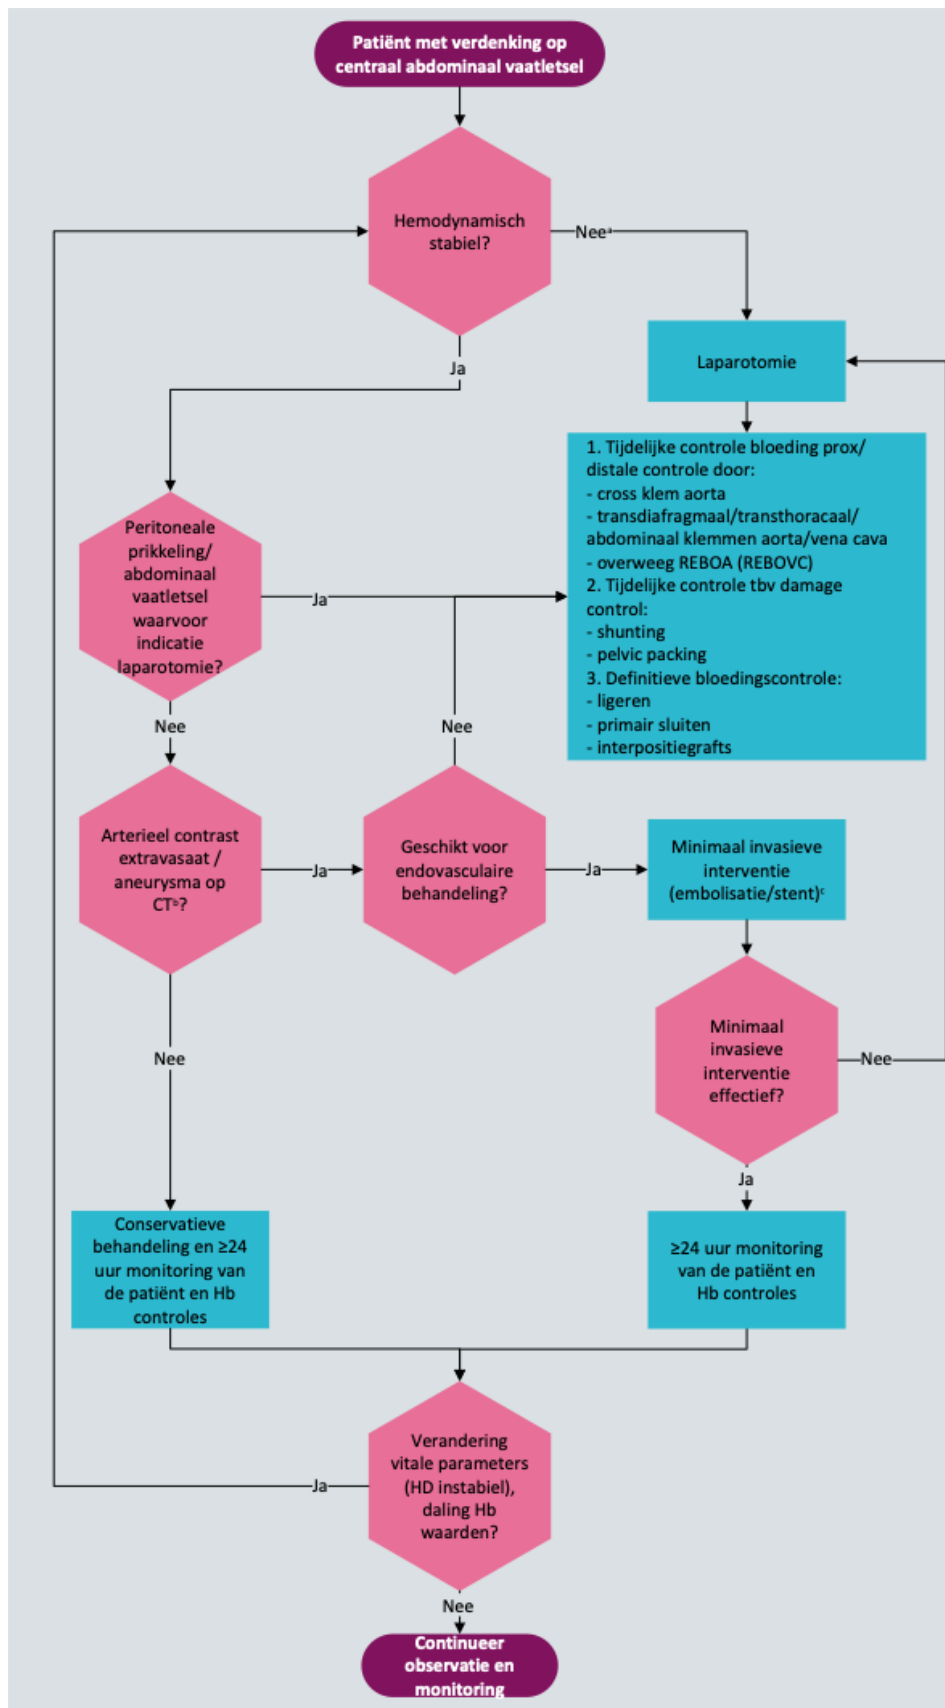 Patiënt met verdenking op
centraal abdominaal vaatletsel
Hemodynamisch
stabiel?
Neeᵃ
Ja
Laparotomie
1. Tijdelijke controle bloeding prox/
distale controle door:
- cross klem aorta
- transdiafragmaal/transthoracaal/
abdominaal klemmen aorta/vena cava
- overweeg REBOA (REBOVC)
2. Tijdelijke controle tbv damage
control:
- shunting
- pelvic packing
3. Definitieve bloedingscontrole:
- ligeren
- primair sluiten
- interpositiegrafts
Peritoneale
prikkeling/
abdominaal
vaatletsel
waarvoor
indicatie
laparotomie?
Ja
Nee
Nee
Arterieel contrast
extravasaat /
aneurysma op
CTᵇ?
Ja
Geschikt voor
endovasculaire
behandeling?
Ja
Minimaal invasieve
interventie
(embolisatie/stent)ᶜ
Minimaal
invasieve
interventie
effectief?
Nee
Nee
Ja
Conservatieve
behandeling en ≥24
uur monitoring van
de patiënt en Hb
controles
≥24 uur monitoring
van de patiënt en
Hb controles
Verandering
vitale parameters
(HD instabiel),
daling Hb
waarden?
Ja
Nee
Continueer
observatie en
monitoring